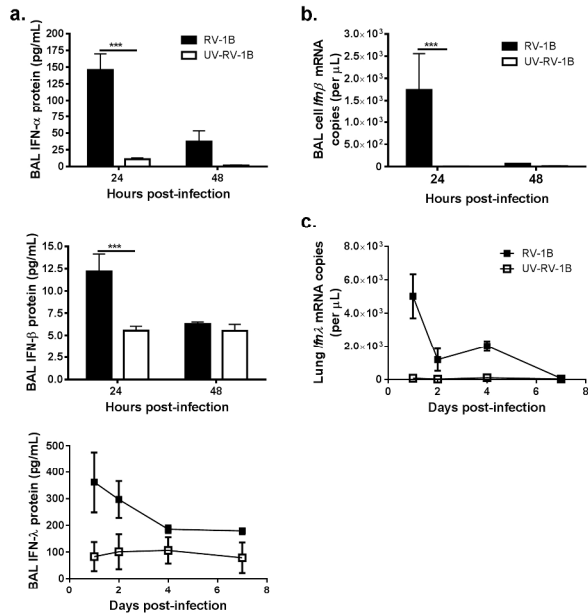 a.
BAL IFN-α protein (pg/mL)
200
175
150
125
100
75
50
25
0
***
RV-1B
UV-RV-1B
24
48
Hours post-infection
BAL IFN-β protein (pg/mL)
15.0
12.5
10.0
7.5
5.0
2.5
0.0
***
24
48
Hours post-infection
BAL IFN-λ protein (pg/mL)
500
400
300
200
100
0
0
2
4
6
8
Days post-infection
b.
BAL cell Ifnβ mRNA
copies (per µL)
3.0×10³
2.5×10³
2.0×10³
1.5×10³
1.0×10³
5.0×10²
0
***
RV-1B
UV-RV-1B
24
48
Hours post-infection
c.
Lung Ifnλ mRNA copies
(per µL)
8.0×10³
6.0×10³
4.0×10³
2.0×10³
0
RV-1B
UV-RV-1B
0
2
4
6
8
Days post-infection